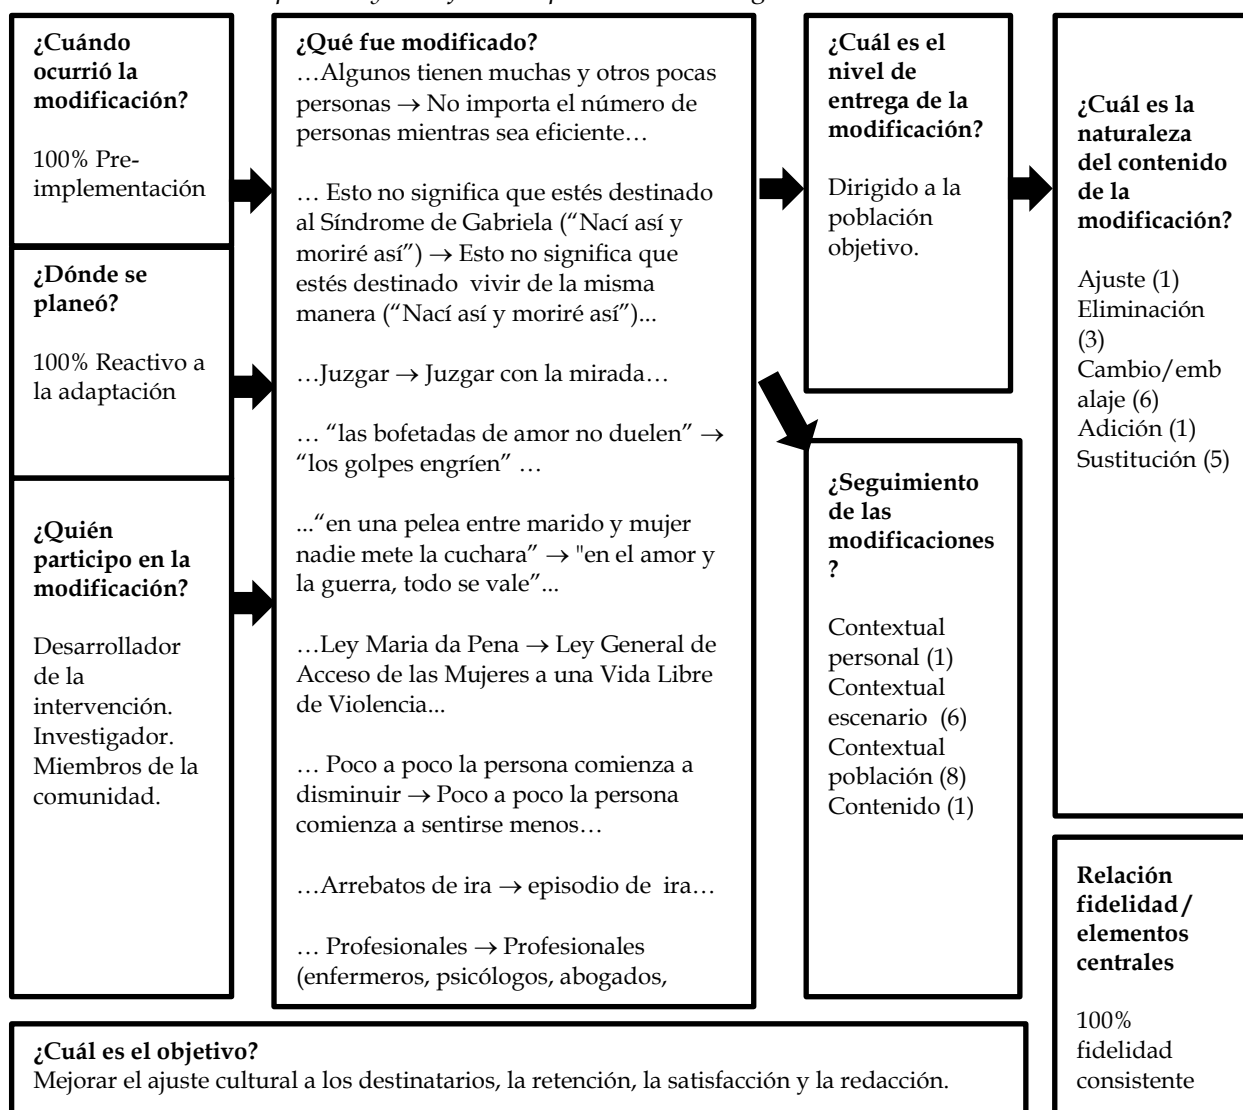 ¿Cuándo
ocurrió la
modificación?
100% Pre-
implementación
¿Dónde se
planeó?
100% Reactivo a
la adaptación
¿Quién
participo en la
modificación?
Desarrollador
de la
intervención.
Investigador.
Miembros de la
comunidad.
¿Qué fue modificado?
…Algunos tienen muchas y otros pocas
personas → No importa el número de
personas mientras sea eficiente…
… Esto no significa que estés destinado
al Síndrome de Gabriela (“Nací así y
moriré así”) → Esto no significa que
estés destinado  vivir de la misma
manera (“Nací así y moriré así”)...
…Juzgar → Juzgar con la mirada…
… “las bofetadas de amor no duelen” →
“los golpes engríen” …
...“en una pelea entre marido y mujer
nadie mete la cuchara” → "en el amor y
la guerra, todo se vale”...
…Ley Maria da Pena → Ley General de
Acceso de las Mujeres a una Vida Libre
de Violencia...
… Poco a poco la persona comienza a
disminuir → Poco a poco la persona
comienza a sentirse menos…
…Arrebatos de ira → episodio de  ira…
… Profesionales → Profesionales
(enfermeros, psicólogos, abogados,
¿Cuál es el
nivel de
entrega de la
modificación?
Dirigido a la
población
objetivo.
¿Seguimiento
de las
modificaciones
?
Contextual
personal (1)
Contextual
escenario  (6)
Contextual
población (8)
Contenido (1)
¿Cuál es la
naturaleza
del contenido
de la
modificación?
Ajuste (1)
Eliminación
(3)
Cambio/emb
alaje (6)
Adición (1)
Sustitución (5)
Relación
fidelidad/
elementos
centrales
100%
fidelidad
consistente
¿Cuál es el objetivo?
Mejorar el ajuste cultural a los destinatarios, la retención, la satisfacción y la redacción.